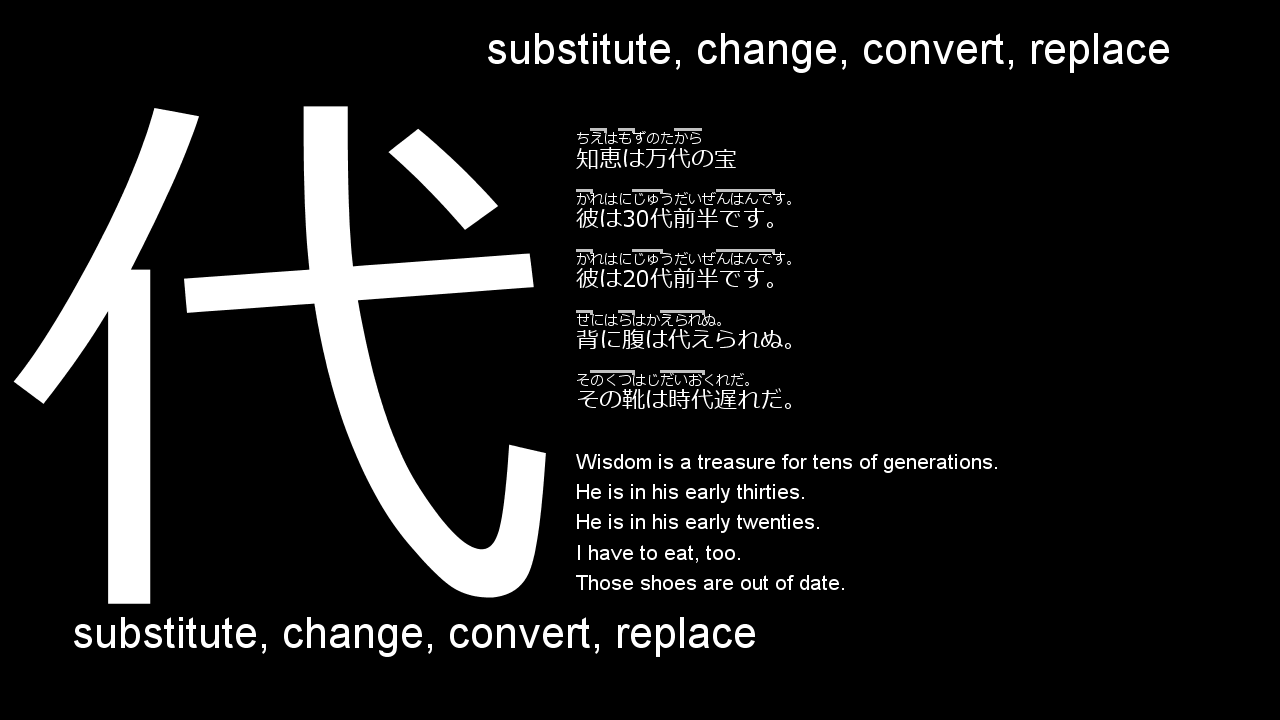 substitute, change, convert, replace
代
ちえはもずのたから
知恵は万代の宝
かれはにじゅうだいぜんはんです。
彼は30代前半です。
かれはにじゅうだいぜんはんです。
彼は20代前半です。
せにはらはかえられぬ。
背に腹は代えられぬ。
そのくつはじだいおくれだ。
その靴は時代遅れだ。
Wisdom is a treasure for tens of generations.
He is in his early thirties.
He is in his early twenties.
I have to eat, too.
Those shoes are out of date.
substitute, change, convert, replace